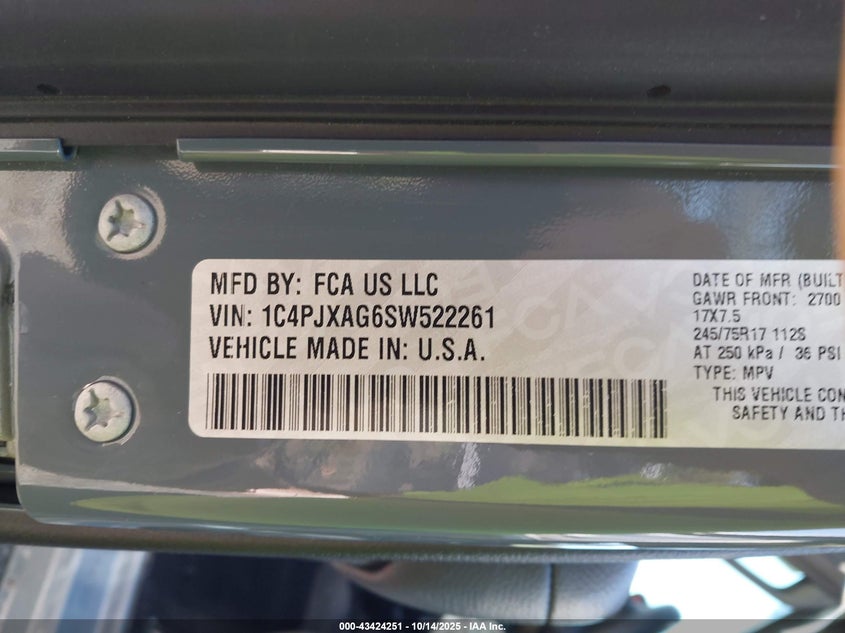 MFD BY: FCA US LLC
VIN: 1C4PJXAG6SW522261
VEHICLE MADE IN: U.S.A.
DATE OF MFR (BUILT
GAWR FRONT: 2700
17X7.5
245/75R17 112S
AT 250 kPa / 36 PSI
TYPE: MPV
THIS VEHICLE CON
SAFETY AND TH
000-43424251 | 10/14/2025 - © IAA Inc.